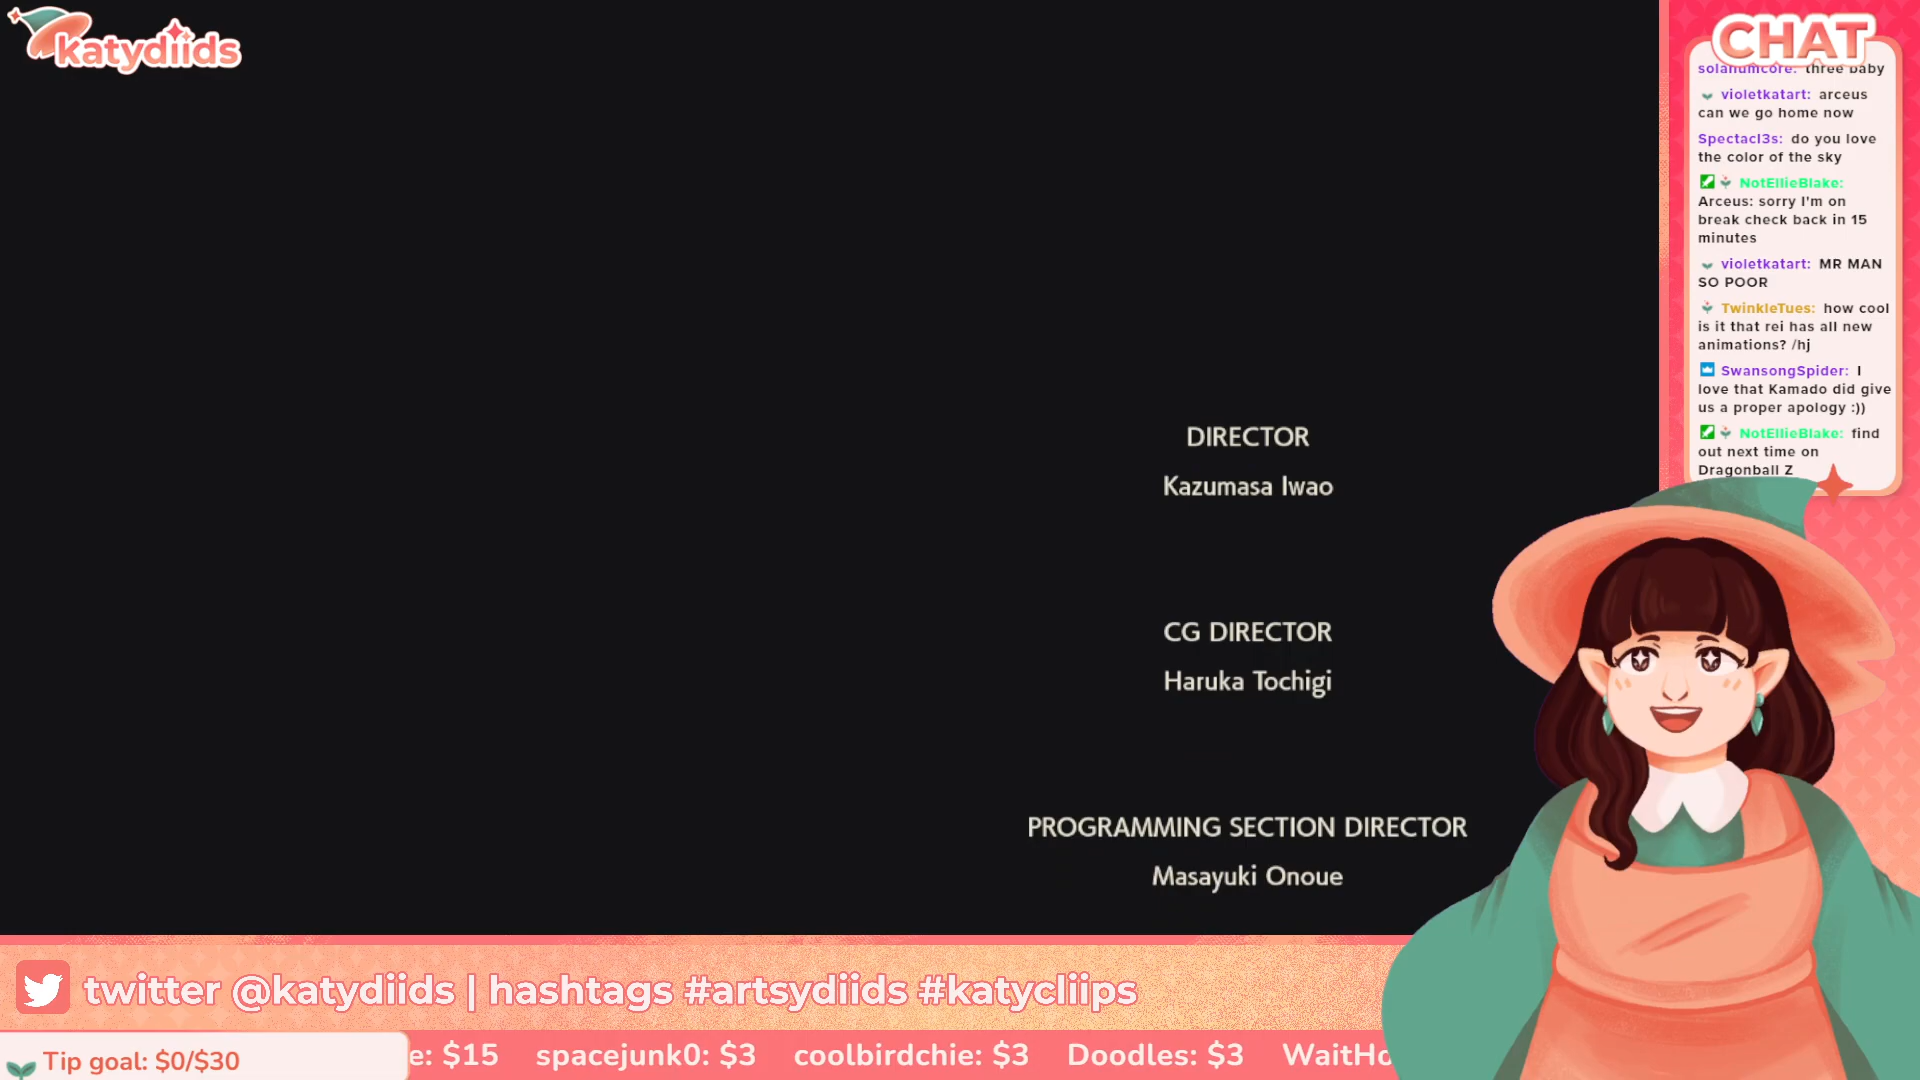 katydiids
CHAT
solanumcore: three baby
violetkatart: arceus
can we go home now
Spectacl3s: do you love
the color of the sky
NotEllieBlake:
Arceus: sorry I'm on
break check back in 15
minutes
violetkatart: MR MAN
SO POOR
TwinkleTues: how cool
is it that rei has all new
animations? /hj
SwansongSpider: I
love that Kamado did give
us a proper apology :))
NotEllieBlake: find
out next time on
Dragonball Z
DIRECTOR
Kazumasa Iwao
CG DIRECTOR
Haruka Tochigi
PROGRAMMING SECTION DIRECTOR
Masayuki Onoue
twitter @katydiids | hashtags #artsydiids #katycliips
Tip goal: $0/$30
e: $15 spacejunk0: $3 coolbirdchie: $3 Doodles: $3 WaitHo